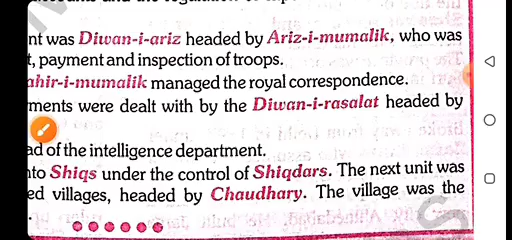 nt was Diwan-i-ariz headed by Ariz-i-mumalik, who was
t, payment and inspection of troops.
ahir-i-mumalik managed the royal correspondence.
ments were dealt with by the Diwan-i-rasalat headed by
ad of the intelligence department.
nto Shiqs under the control of Shiqdars. The next unit was
ed villages, headed by Chaudhary. The village was the